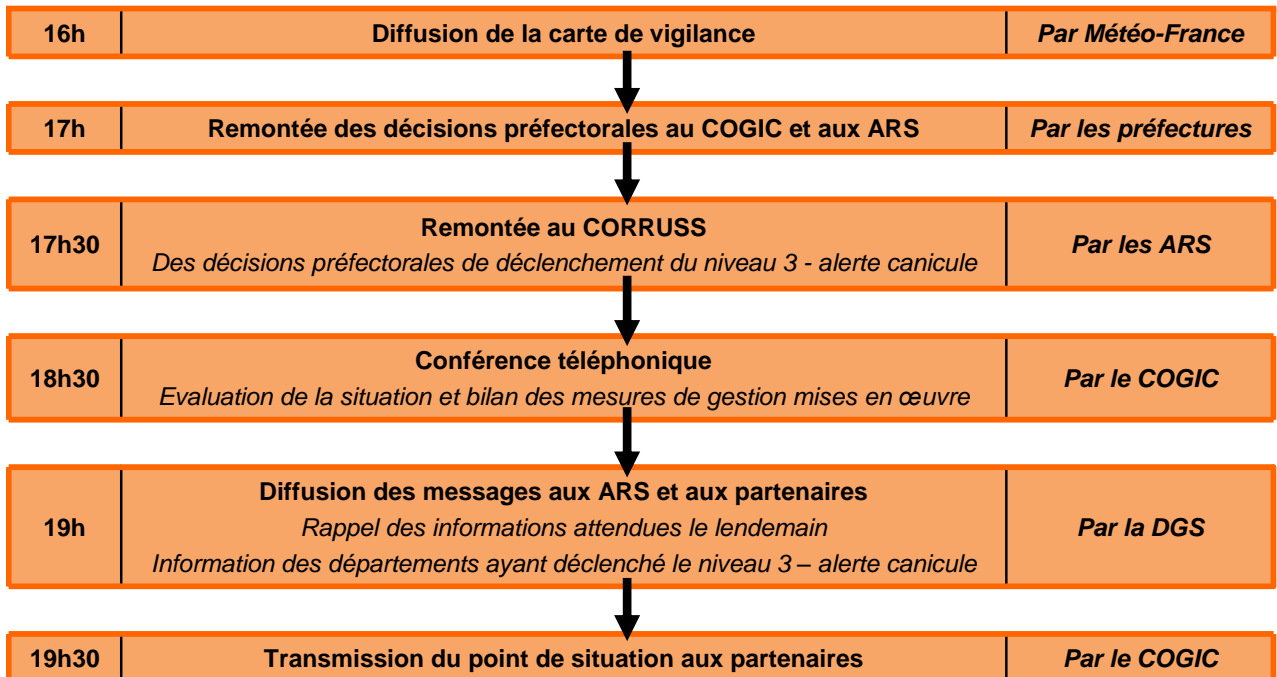 16h Diffusion de la carte de vigilance Par Météo-France
17h Remontée des décisions préfectorales au COGIC et aux ARS Par les préfectures
17h30 Remontée au CORRUSS Par les ARS
Des décisions préfectorales de déclenchement du niveau 3 - alerte canicule
18h30 Conférence téléphonique Par le COGIC
Evaluation de la situation et bilan des mesures de gestion mises en œuvre
19h Diffusion des messages aux ARS et aux partenaires Par la DGS
Rappel des informations attendues le lendemain
Information des départements ayant déclenché le niveau 3 – alerte canicule
19h30 Transmission du point de situation aux partenaires Par le COGIC